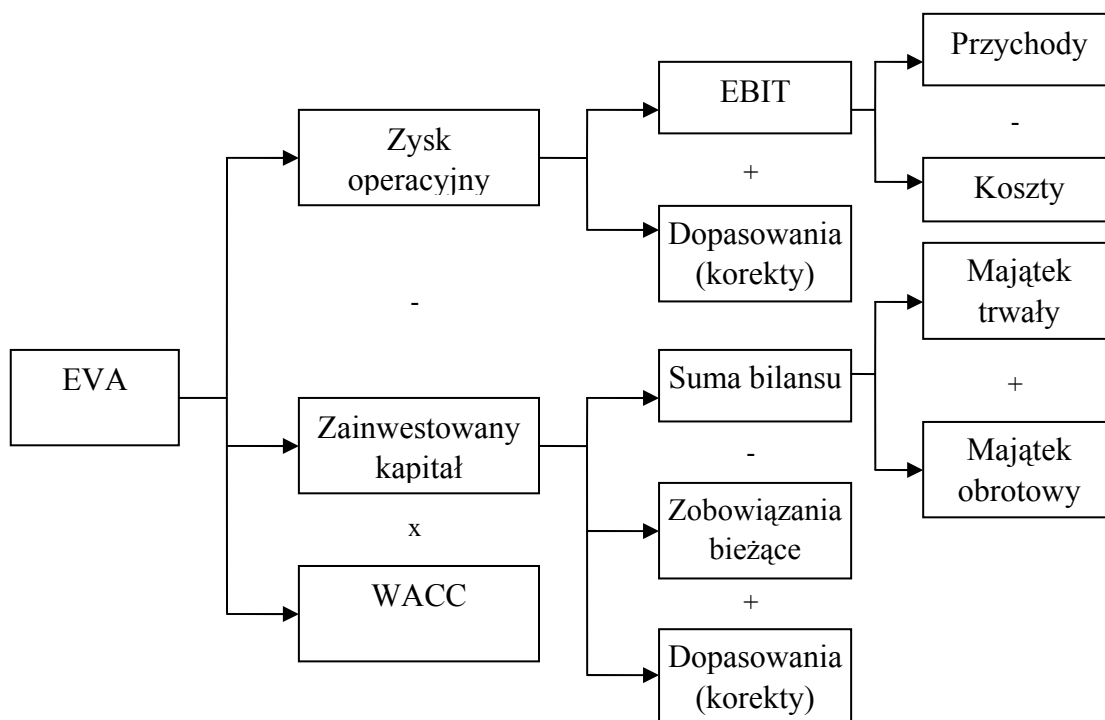 Przychody
EBIT
-
Zysk
operacyjny
+
Koszty
Dopasowania
(korekty)
Majątek
trwały
-
EVA
Suma bilansu
+
Zainwestowany
kapitał
-
Majątek
obrotowy
Zobowiązania
bieżące
x
WACC
+
Dopasowania
(korekty)